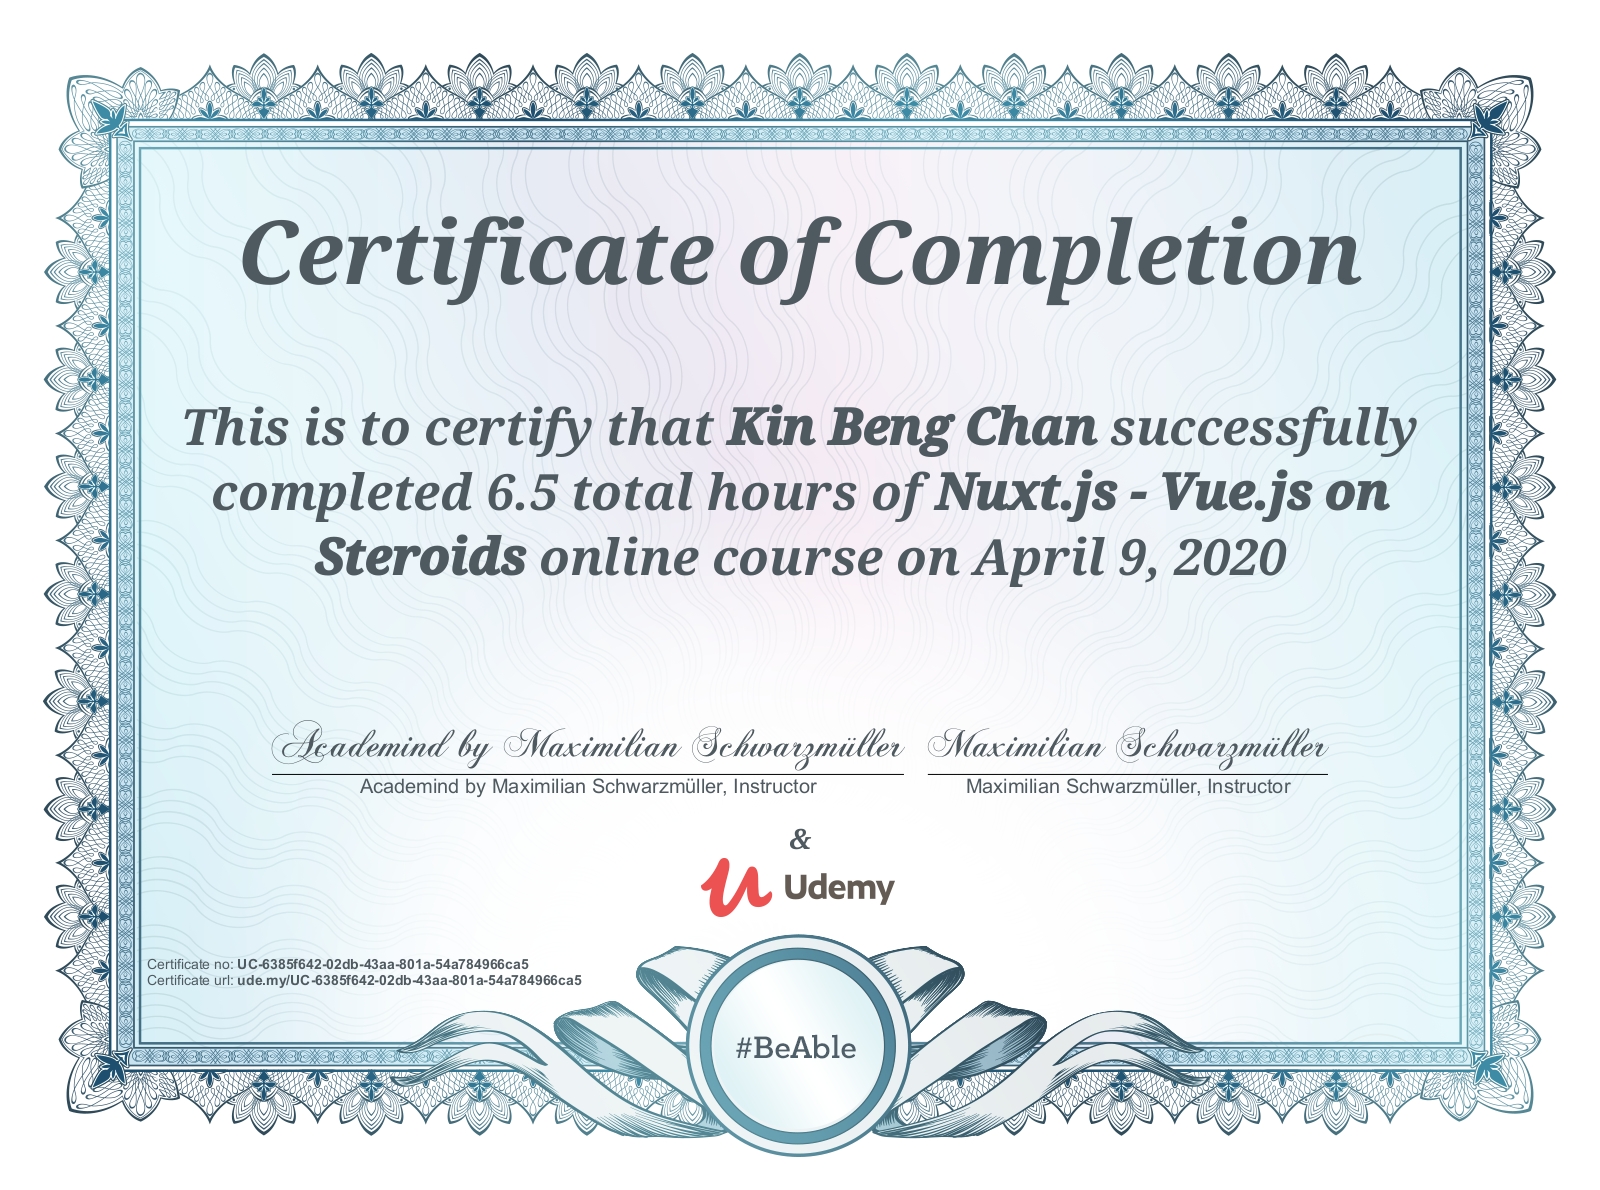 Certificate of Completion
This is to certify that Kin Beng Chan successfully
completed 6.5 total hours of Nuxt.js - Vue.js on
Steroids online course on April 9, 2020
Academind by Maximilian Schwarzmüller Maximilian Schwarzmüller
Academind by Maximilian Schwarzmüller, Instructor Maximilian Schwarzmüller, Instructor
&
Udemy
Certificate no: UC-6385f642-02db-43aa-801a-54a784966ca5
Certificate url: ude.my/UC-6385f642-02db-43aa-801a-54a784966ca5
#BeAble